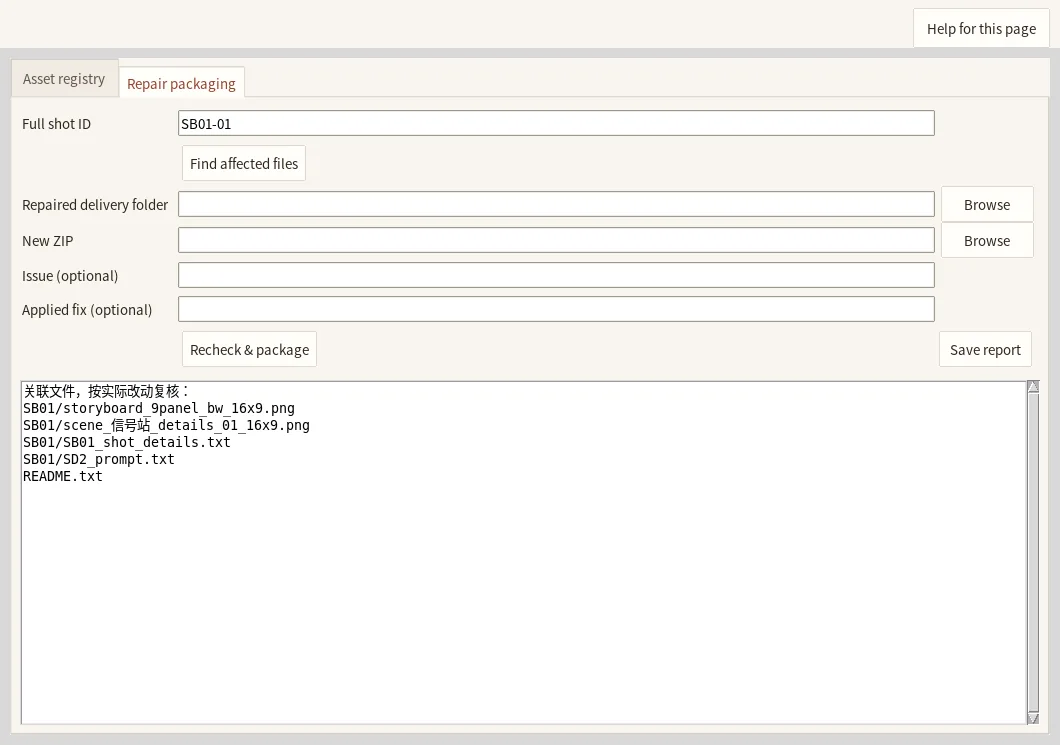 Help for this page
Asset registry
Repair packaging
Full shot ID
SB01-01
Find affected files
Repaired delivery folder
Browse
New ZIP
Browse
Issue (optional)
Applied fix (optional)
Recheck & package
Save report
关联文件，按实际改动复核：
SB01/storyboard_9panel_bw_16x9.png
SB01/scene_信号站_details_01_16x9.png
SB01/SB01_shot_details.txt
SB01/SD2_prompt.txt
README.txt